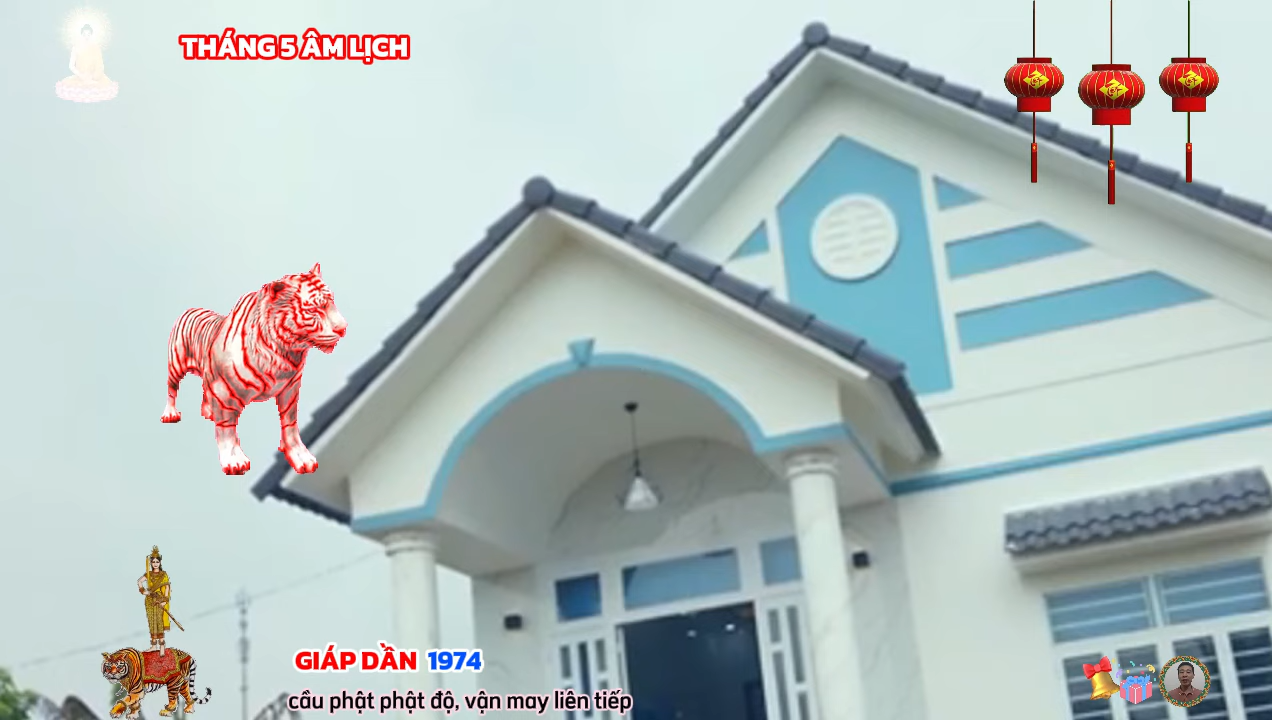 THÁNG 5 ÂM LỊCH
GIÁP DẦN 1974
cầu phật phật độ, vận may liên tiếp